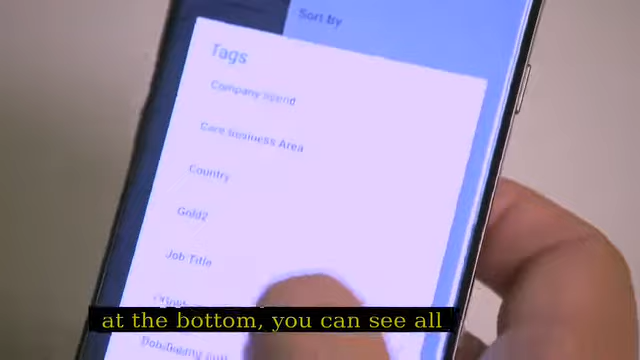 Sort By
Tags
Company Spend
Core Business Area
Country
Gold2
Job Title
at the bottom, you can see all